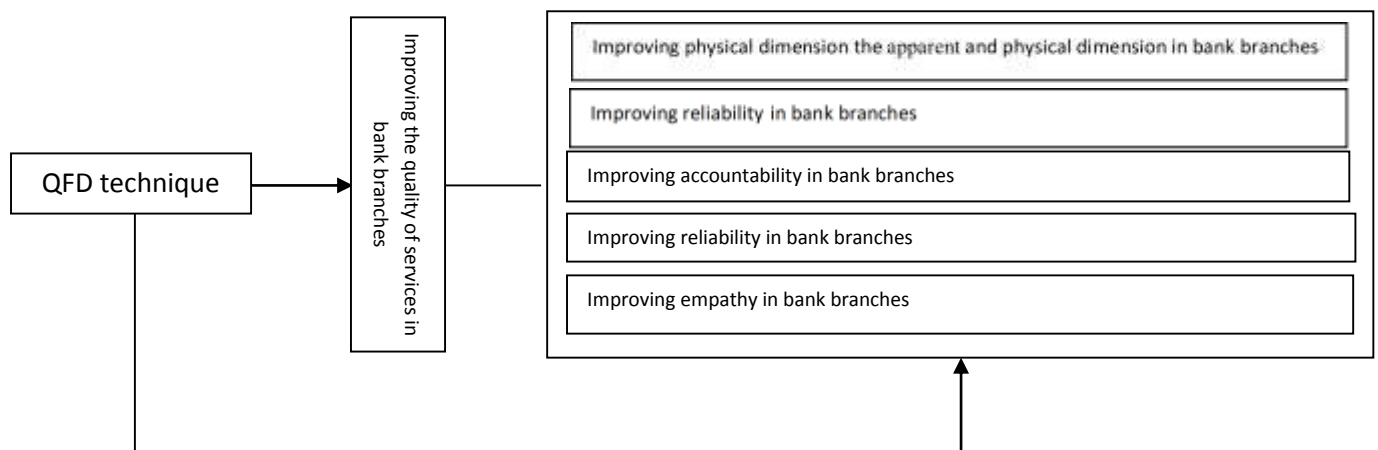 QFD technique
Improving the quality of services in
bank branches
Improving physical dimension the apparent and physical dimension in bank branches
Improving reliability in bank branches
Improving accountability in bank branches
Improving reliability in bank branches
Improving empathy in bank branches